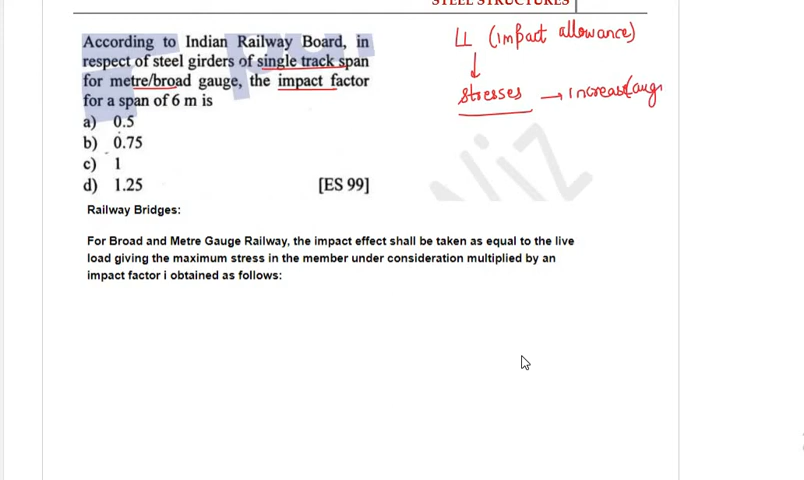 STEEL STRUCTURES
According to Indian Railway Board, in
respect of steel girders of single track span
for metre/broad gauge, the impact factor
for a span of 6 m is
a) 0.5
b) 0.75
c) 1
d) 1.25 [ES 99]
LL (impact allowance)
↓
stresses → increase(aug
Railway Bridges:
For Broad and Metre Gauge Railway, the impact effect shall be taken as equal to the live
load giving the maximum stress in the member under consideration multiplied by an
impact factor i obtained as follows: